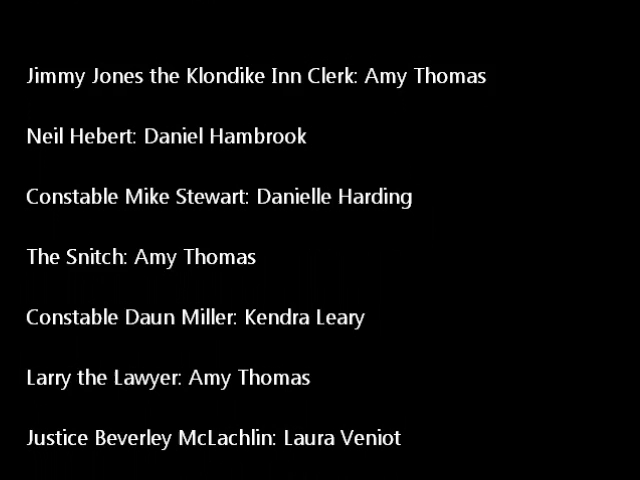 Jimmy Jones the Klondike Inn Clerk: Amy Thomas
Neil Hebert: Daniel Hambrook
Constable Mike Stewart: Danielle Harding
The Snitch: Amy Thomas
Constable Daun Miller: Kendra Leary
Larry the Lawyer: Amy Thomas
Justice Beverley McLachlin: Laura Veniot